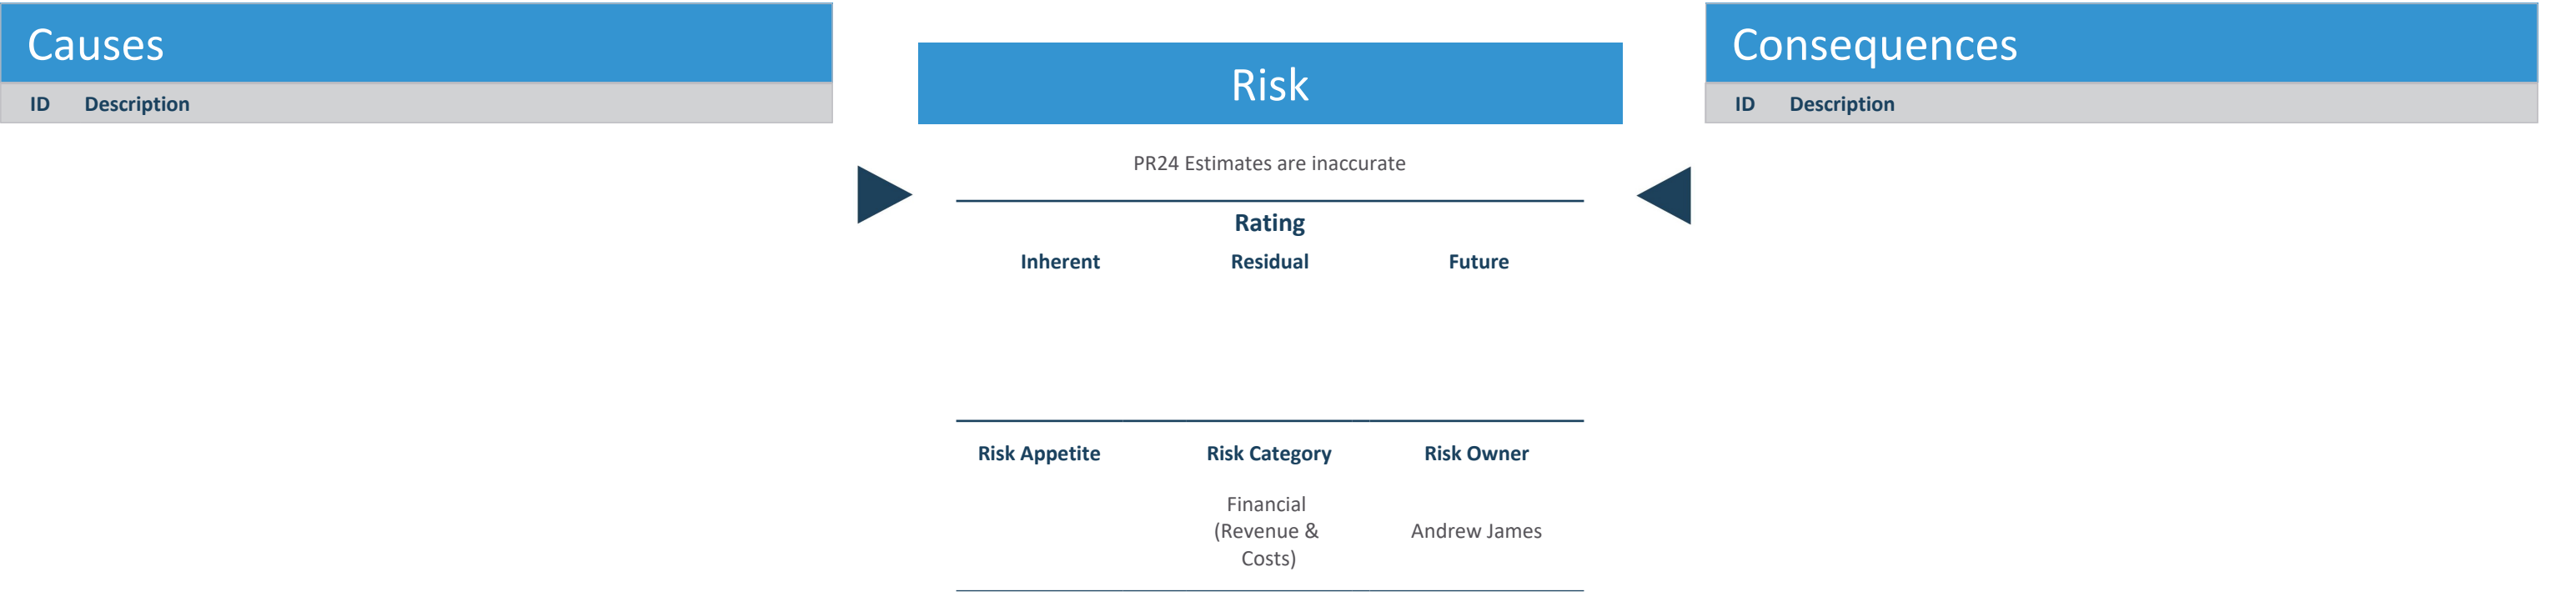 Causes
ID Description
Risk
PR24 Estimates are inaccurate
Rating
Inherent Residual Future
Risk Appetite Risk Category Risk Owner
Financial
(Revenue &
Costs)
Andrew James
Consequences
ID Description